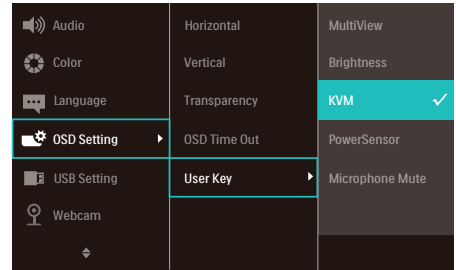 Audio
Color
Language
OSD Setting
USB Setting
Webcam
Horizontal
Vertical
Transparency
OSD Time Out
User Key
MultiView
Brightness
KVM
PowerSensor
Microphone Mute